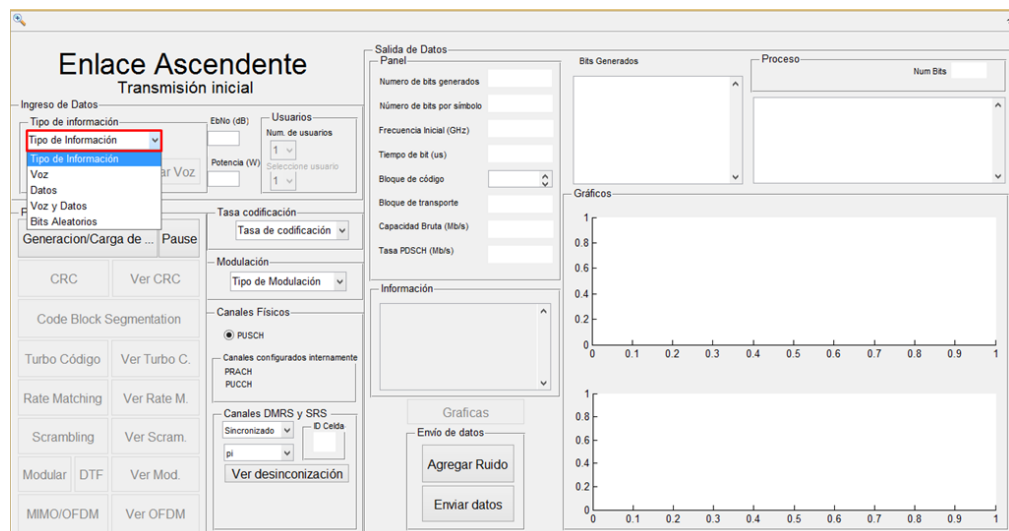 Enlace Ascendente
Transmisión inicial
Ingreso de Datos
Tipo de información
Tipo de Información
Tipo de Información
Voz
Datos
Voz y Datos
Bits Aleatorios
ar Voz
EbNo (dB)
Potencia (W)
Usuarios
Num. de usuarios
1
Seleccione usuario
1
P
Generacion/Carga de ...
Pause
CRC
Ver CRC
Code Block Segmentation
Turbo Código
Ver Turbo C.
Rate Matching
Ver Rate M.
Scrambling
Ver Scram.
Modular
DTF
Ver Mod.
MIMO/OFDM
Ver OFDM
Tasa codificación
Tasa de codificación
Modulación
Tipo de Modulación
Canales Físicos
PUSCH
Canales configurados internamente
PRACH
PUCCH
Canales DMRS y SRS
Sincronizado
ID Celda
pi
Ver desinconización
Salida de Datos
Panel
Numero de bits generados
Número de bits por símbolo
Frecuencia Inicial (GHz)
Tiempo de bit (us)
Bloque de código
Bloque de transporte
Capacidad Bruta (Mb/s)
Tasa PDSCH (Mb/s)
Información
Graficas
Envío de datos
Agregar Ruido
Enviar datos
Bits Generados
Proceso
Num Bits
Gráficos
1
0.8
0.6
0.4
0.2
0
0 0.1 0.2 0.3 0.4 0.5 0.6 0.7 0.8 0.9 1
1
0.8
0.6
0.4
0.2
0
0 0.1 0.2 0.3 0.4 0.5 0.6 0.7 0.8 0.9 1